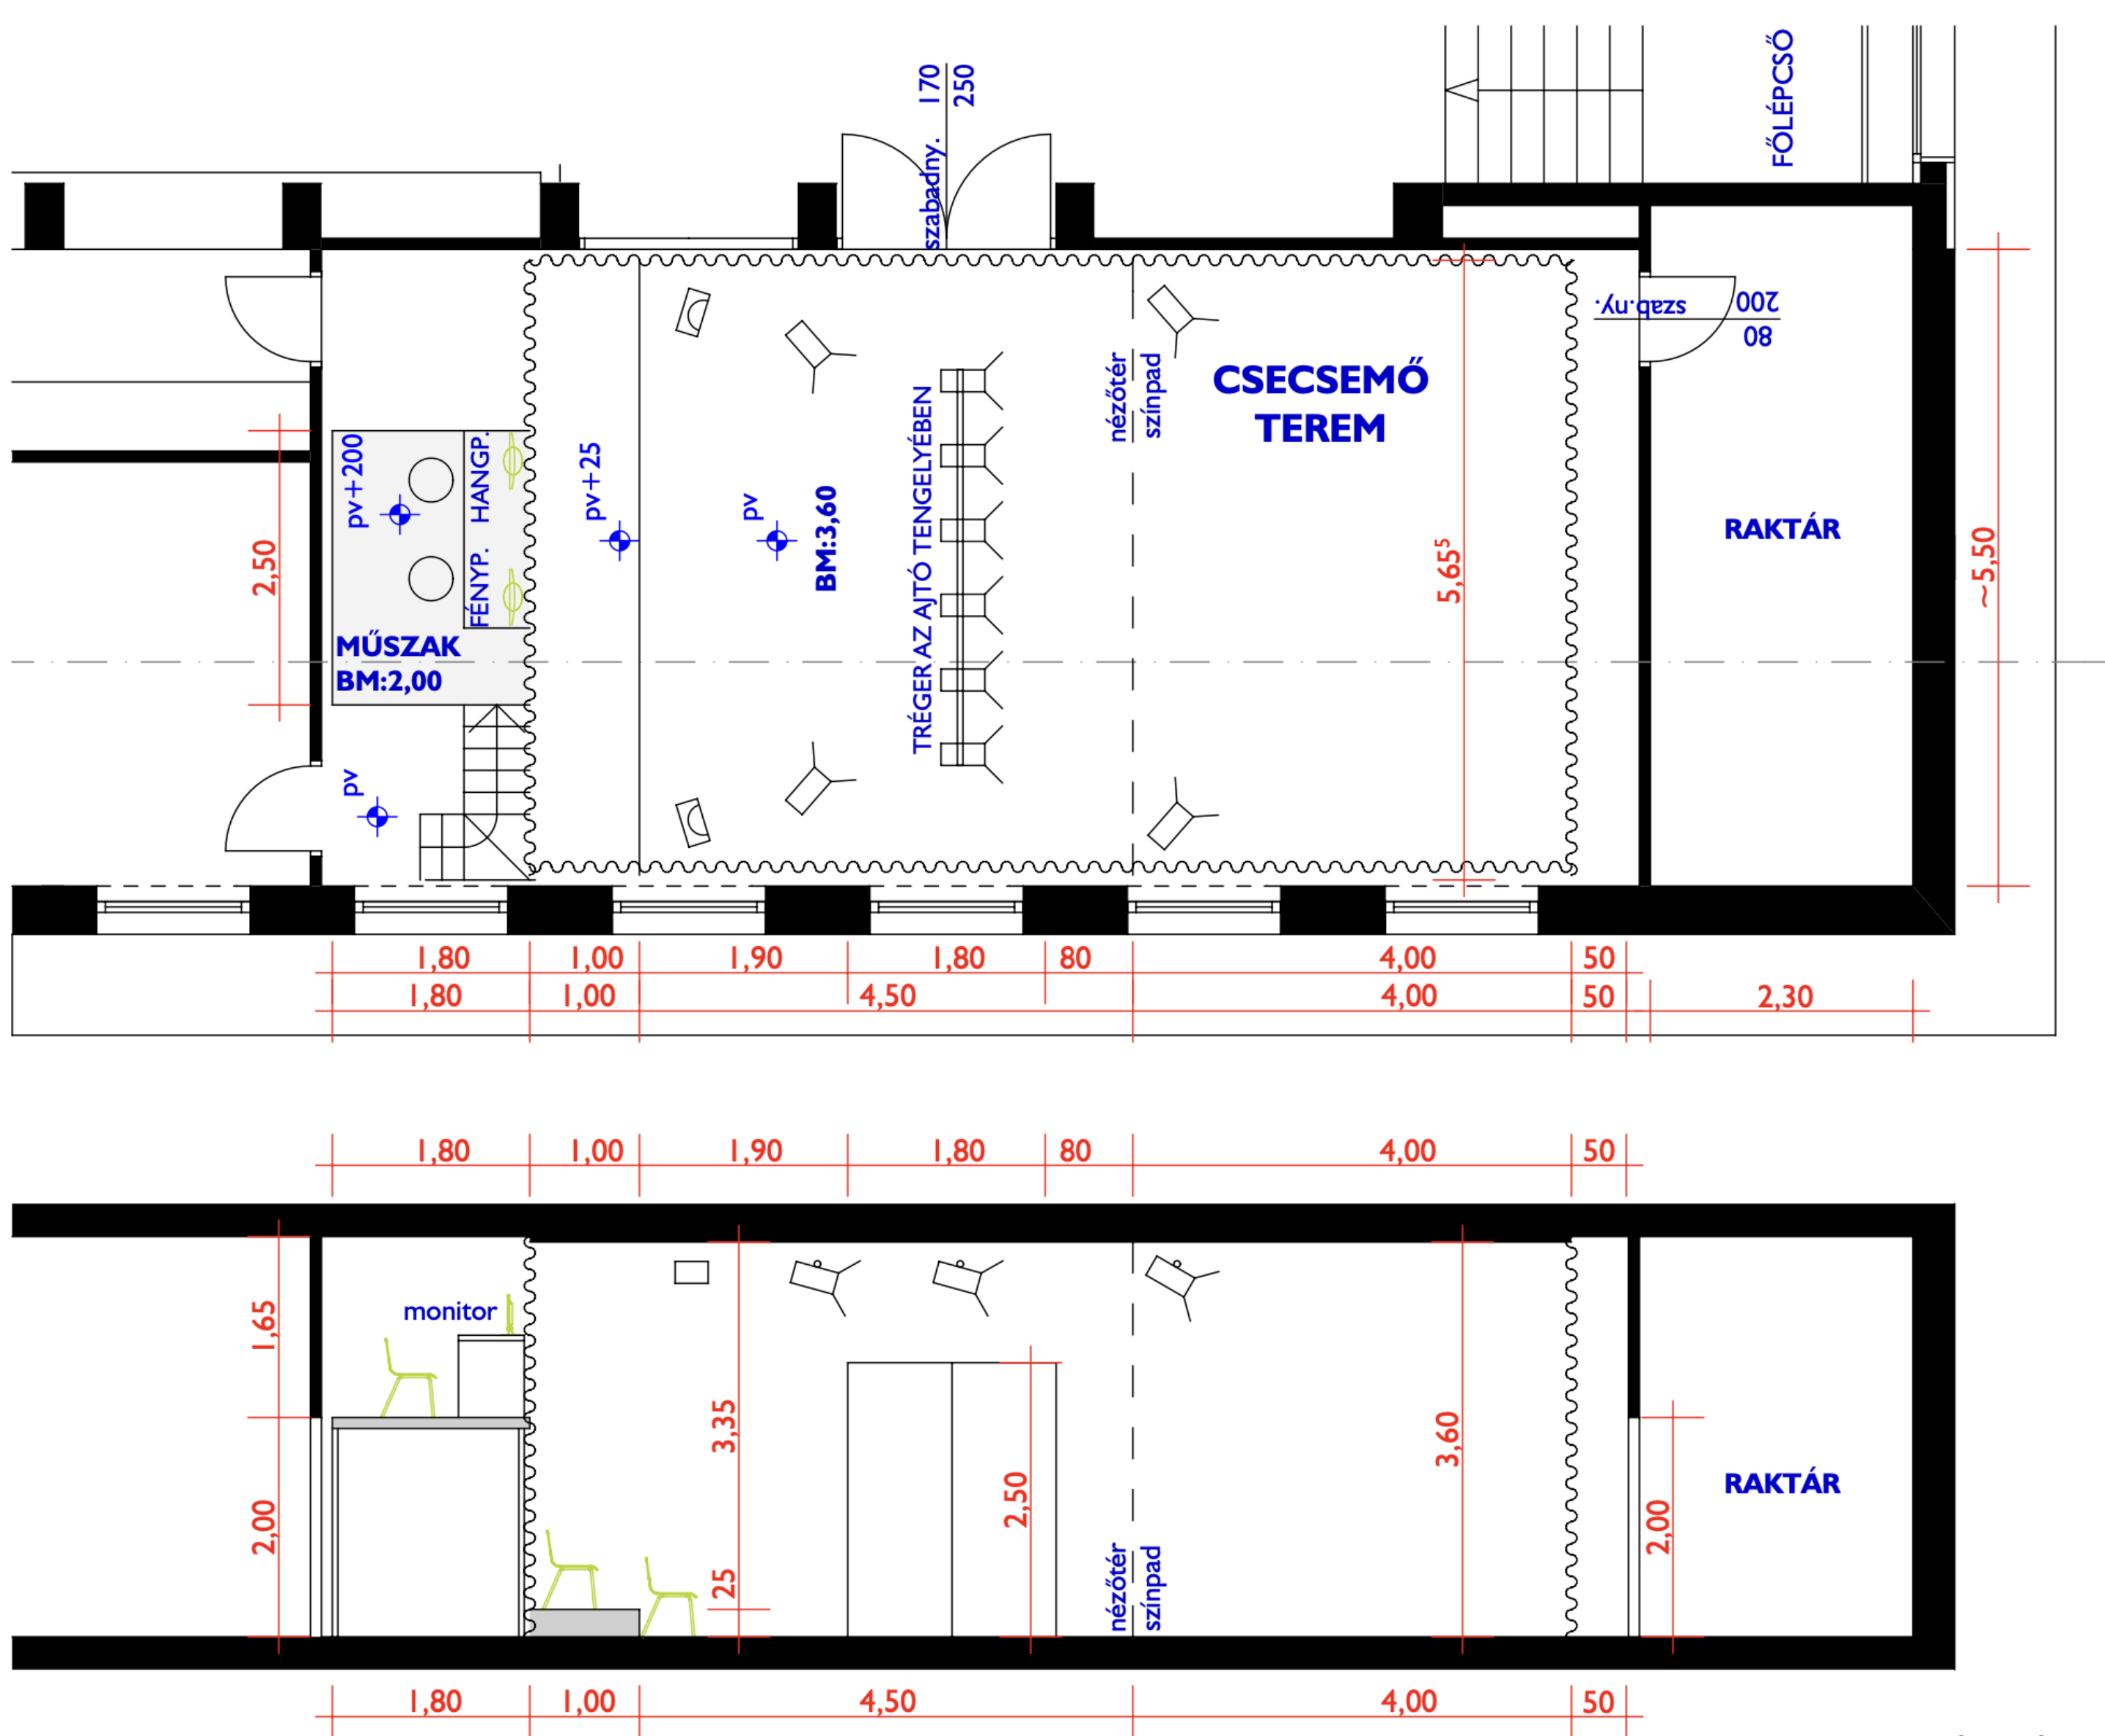 170
250
szabadny.
FŐLÉPCSŐ
szab.ny.
200
80
CSECSEMŐ
TEREM
nézőtér
színpad
pv+200
HANGP.
FÉNYP.
pv+25
pv
BM:3,60
TRÉGER AZ AJTÓ TENGELYÉBEN
5,65⁵
RAKTÁR
~5,50
2,50
MŰSZAK
BM:2,00
pv
1,80 1,00 1,90 1,80 80 4,00 50
1,80 1,00 4,50 4,00 50 2,30
1,80 1,00 1,90 1,80 80 4,00 50
1,65
monitor
3,35
3,60
2,50
2,00
25
nézőtér
színpad
2,00
RAKTÁR
1,80 1,00 4,50 4,00 50